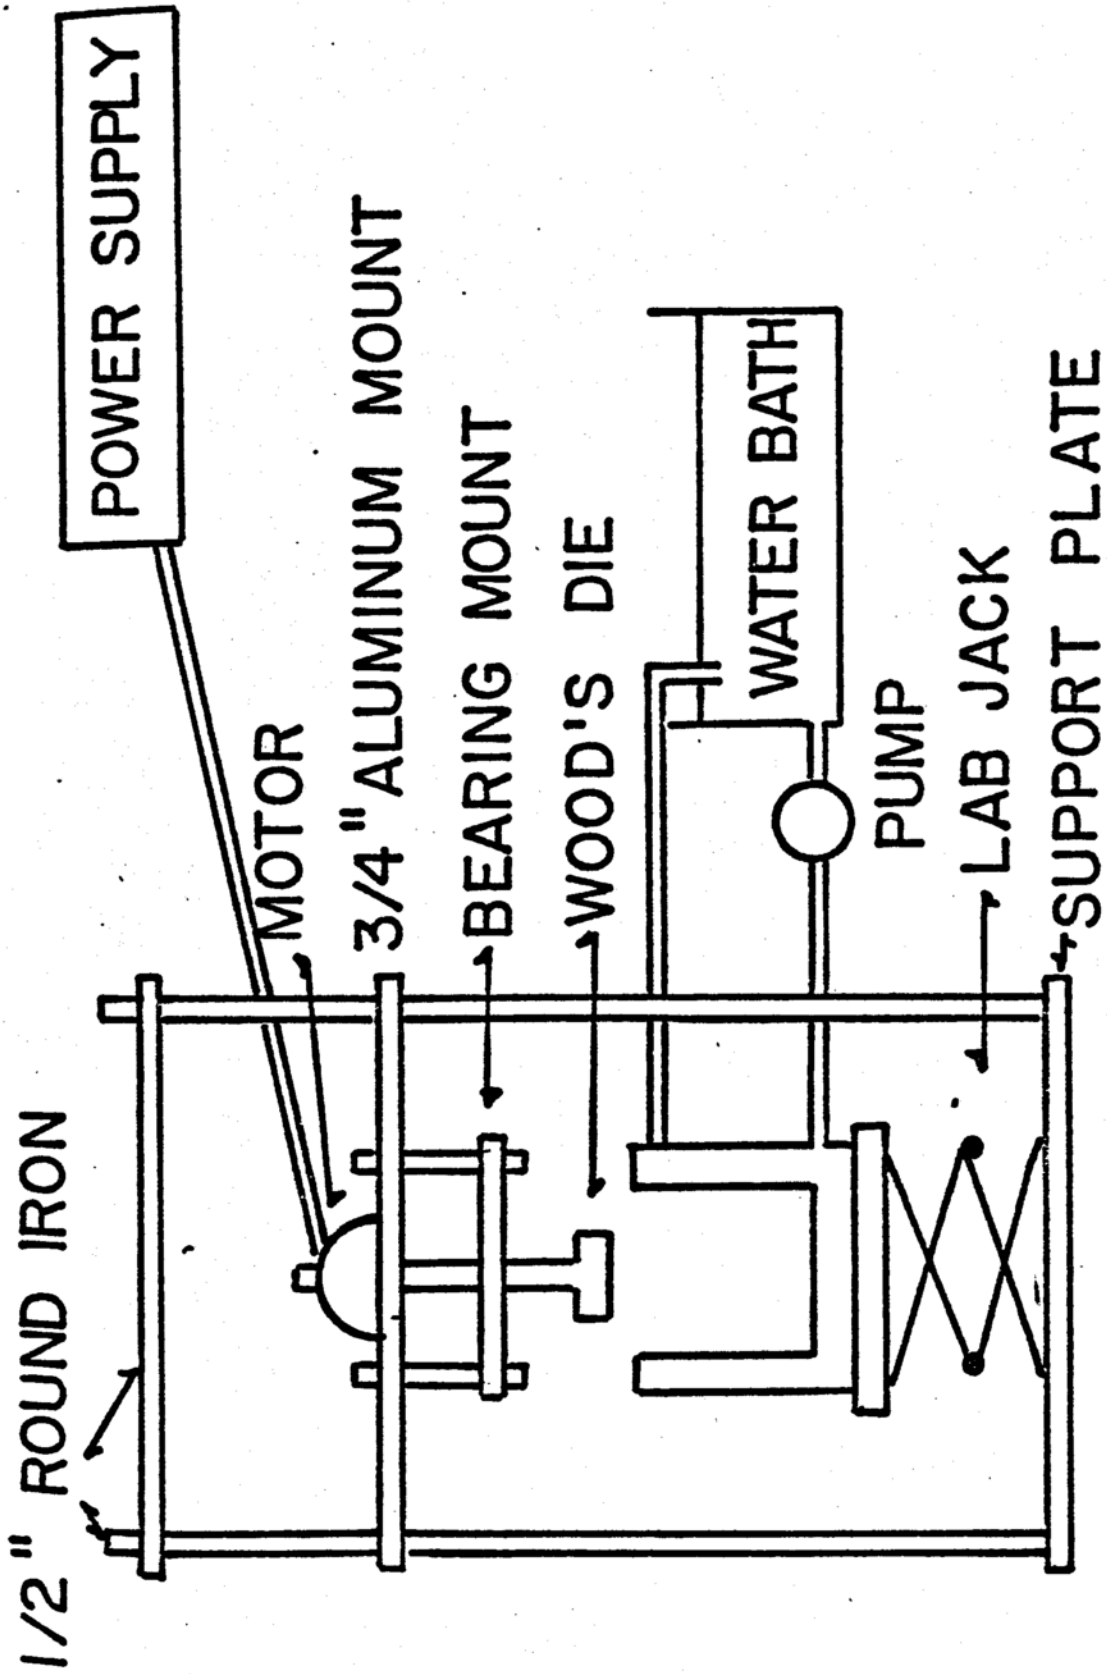 1/2" ROUND IRON
POWER SUPPLY
MOTOR
3/4" ALUMINUM MOUNT
BEARING MOUNT
WOOD'S DIE
WATER BATH
PUMP
LAB JACK
SUPPORT PLATE